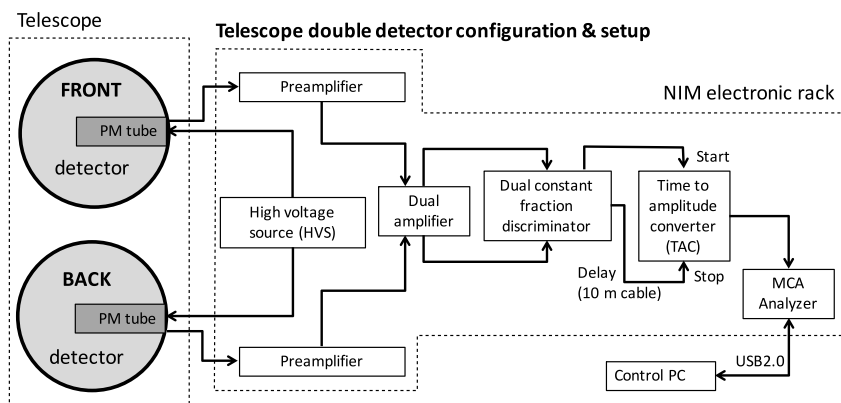 Telescope
Telescope double detector configuration & setup
FRONT
PM tube
detector
Preamplifier
NIM electronic rack
High voltage
source (HVS)
Dual
amplifier
Dual constant
fraction
discriminator
Start
Time to
amplitude
converter
(TAC)
Delay
(10 m cable)
Stop
MCA
Analyzer
BACK
PM tube
detector
Preamplifier
USB2.0
Control PC